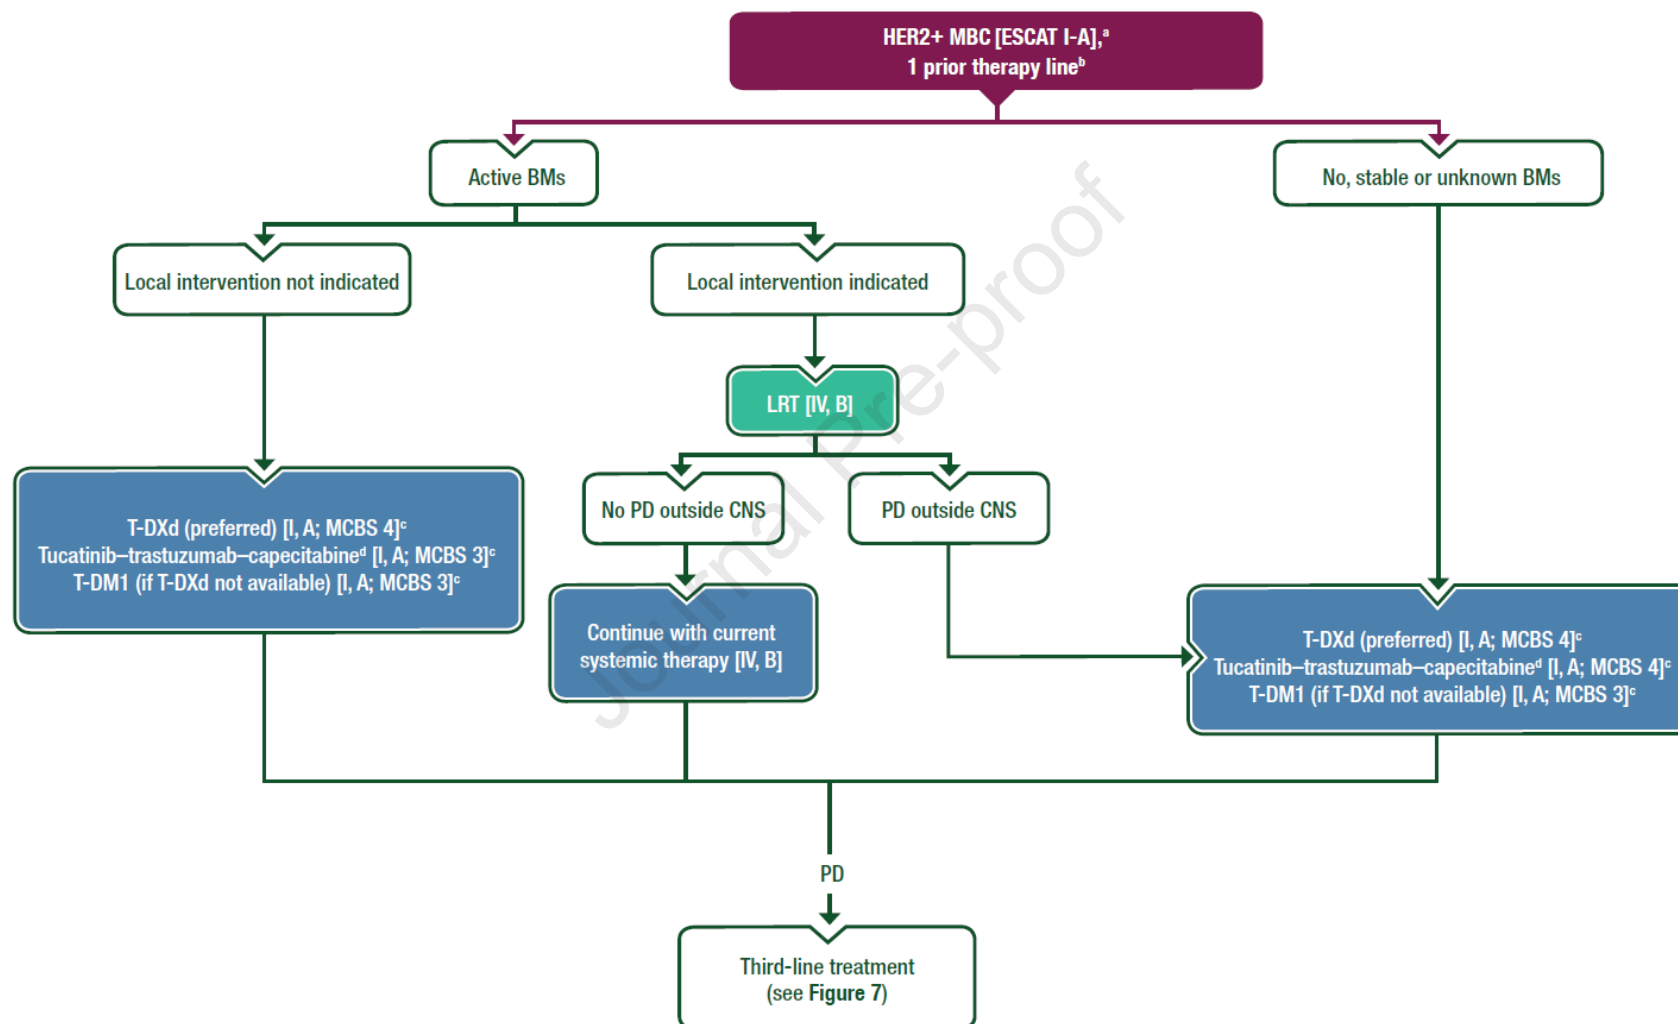 HER2+ MBC [ESCAT I-A],ᵃ
1 prior therapy lineᵇ
Active BMs
No, stable or unknown BMs
Local intervention not indicated
Local intervention indicated
LRT [IV, B]
No PD outside CNS
PD outside CNS
T-DXd (preferred) [I, A; MCBS 4]ᶜ
Tucatinib–trastuzumab–capecitabineᵈ [I, A; MCBS 3]ᶜ
T-DM1 (if T-DXd not available) [I, A; MCBS 3]ᶜ
Continue with current
systemic therapy [IV, B]
T-DXd (preferred) [I, A; MCBS 4]ᶜ
Tucatinib–trastuzumab–capecitabineᵈ [I, A; MCBS 4]ᶜ
T-DM1 (if T-DXd not available) [I, A; MCBS 3]ᶜ
PD
Third-line treatment
(see Figure 7)
Journal Pre-proof